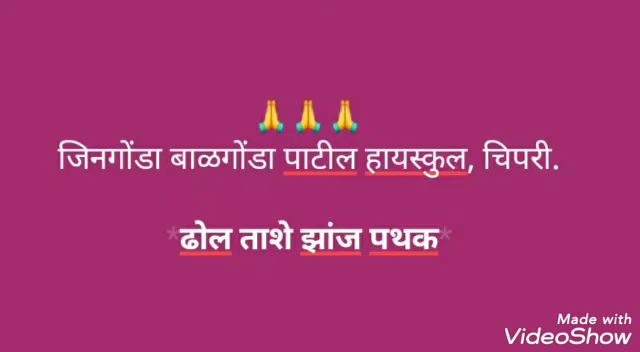 🙏 🙏 🙏
जिनगोंडा बाळगोंडा पाटील हायस्कुल, चिपरी.
*ढोल ताशे झांज पथक*
Made with
VideoShow